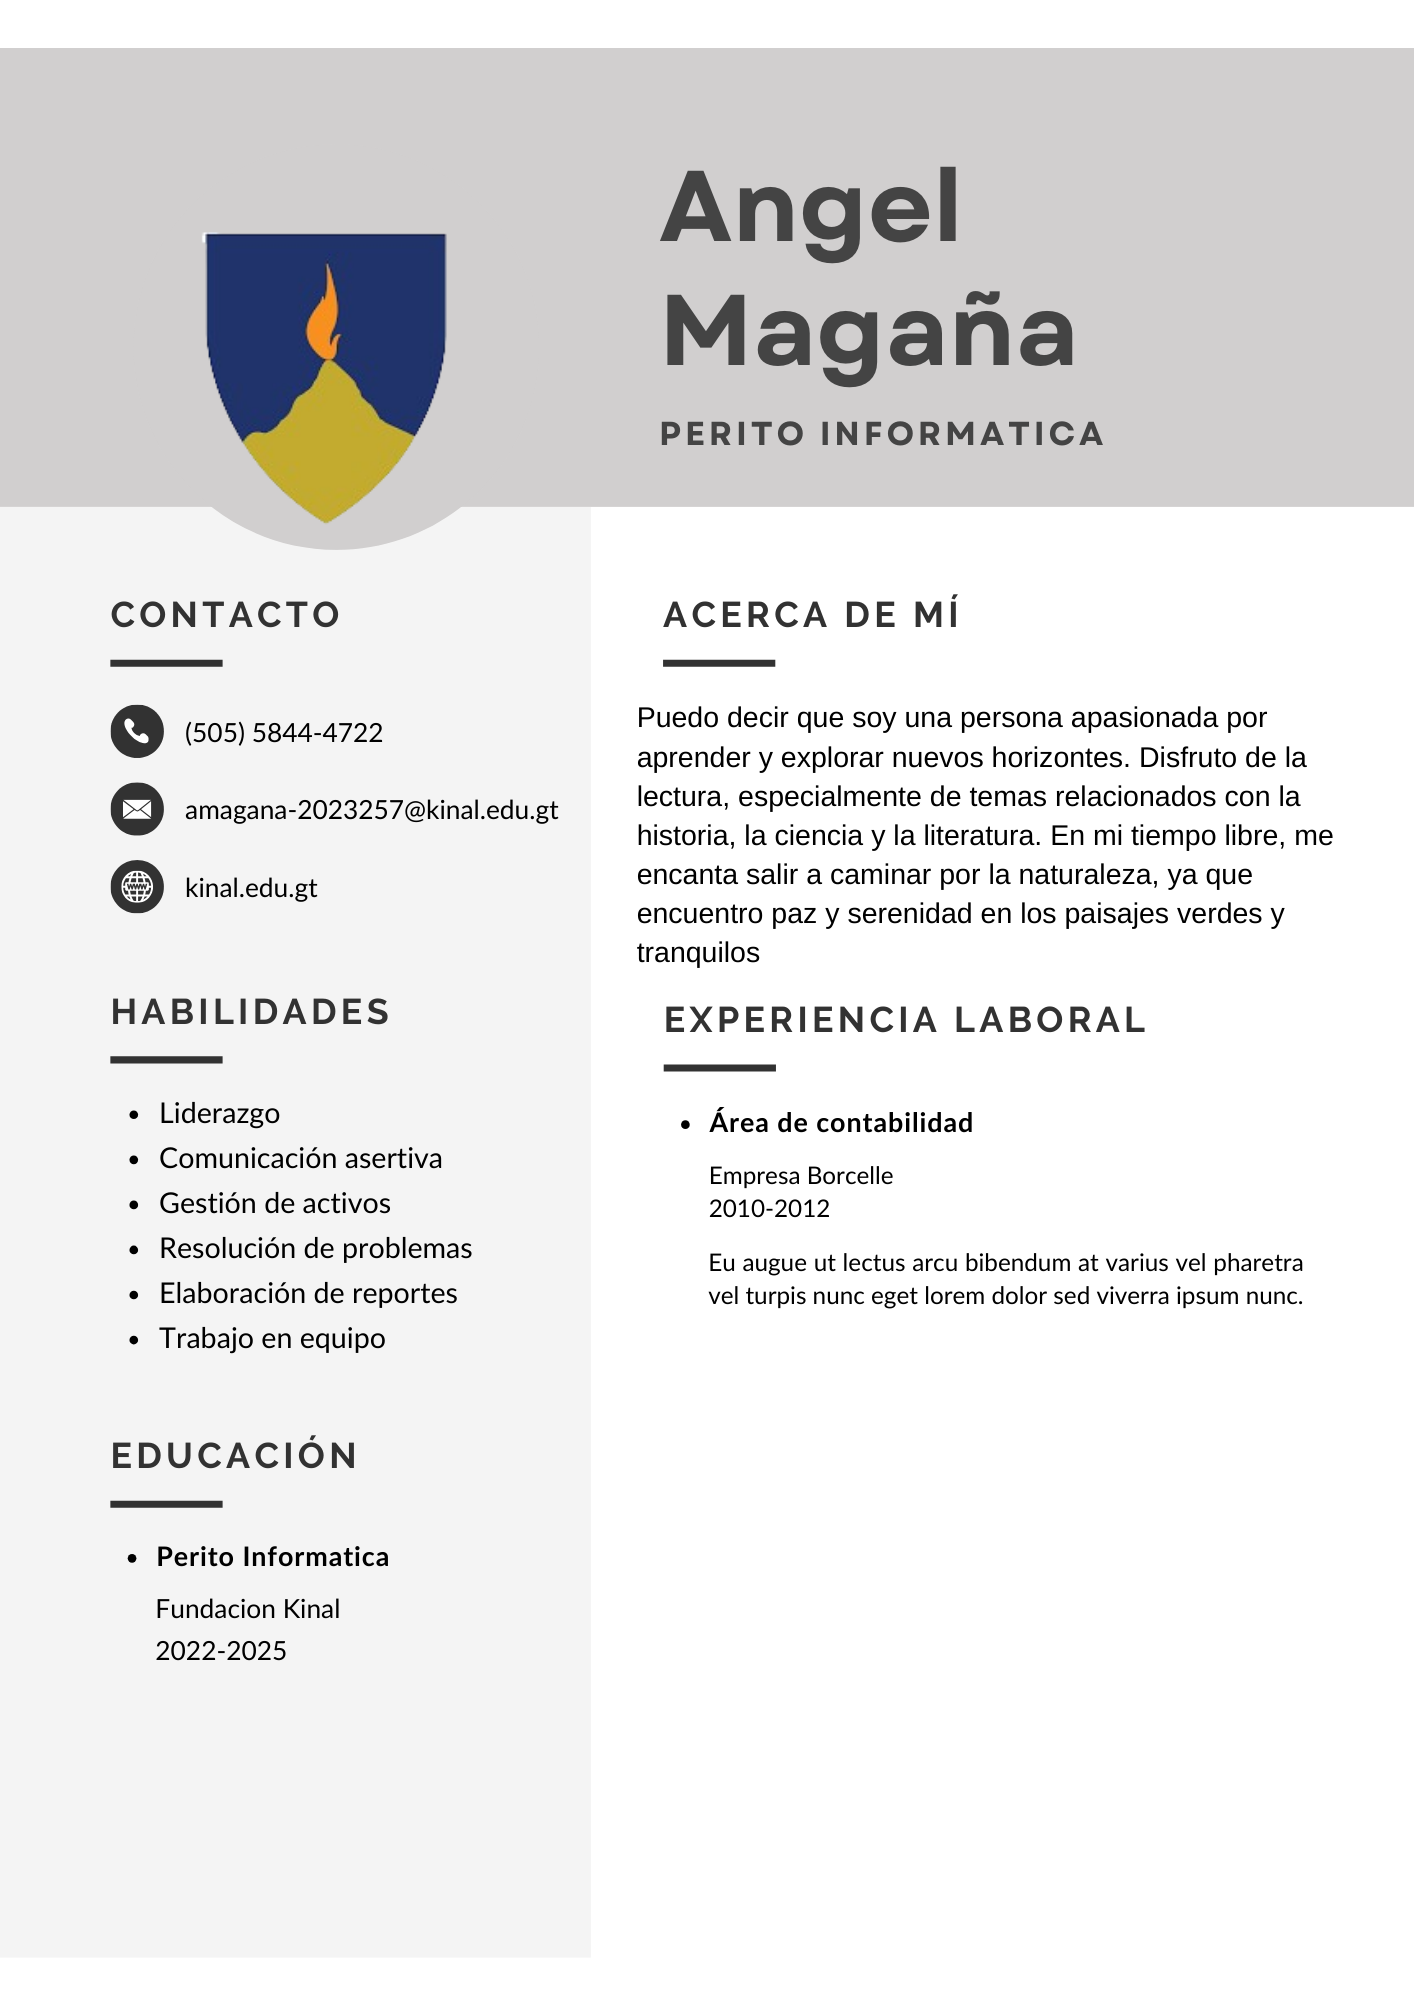 Angel
Magaña
PERITO INFORMATICA
CONTACTO
(505) 5844-4722
amagana-2023257@kinal.edu.gt
kinal.edu.gt
HABILIDADES
Liderazgo
Comunicación asertiva
Gestión de activos
Resolución de problemas
Elaboración de reportes
Trabajo en equipo
EDUCACIÓN
Perito Informatica
Fundacion Kinal
2022-2025
ACERCA DE MÍ
Puedo decir que soy una persona apasionada por
aprender y explorar nuevos horizontes. Disfruto de la
lectura, especialmente de temas relacionados con la
historia, la ciencia y la literatura. En mi tiempo libre, me
encanta salir a caminar por la naturaleza, ya que
encuentro paz y serenidad en los paisajes verdes y
tranquilos
EXPERIENCIA LABORAL
Área de contabilidad
Empresa Borcelle
2010-2012
Eu augue ut lectus arcu bibendum at varius vel pharetra
vel turpis nunc eget lorem dolor sed viverra ipsum nunc.